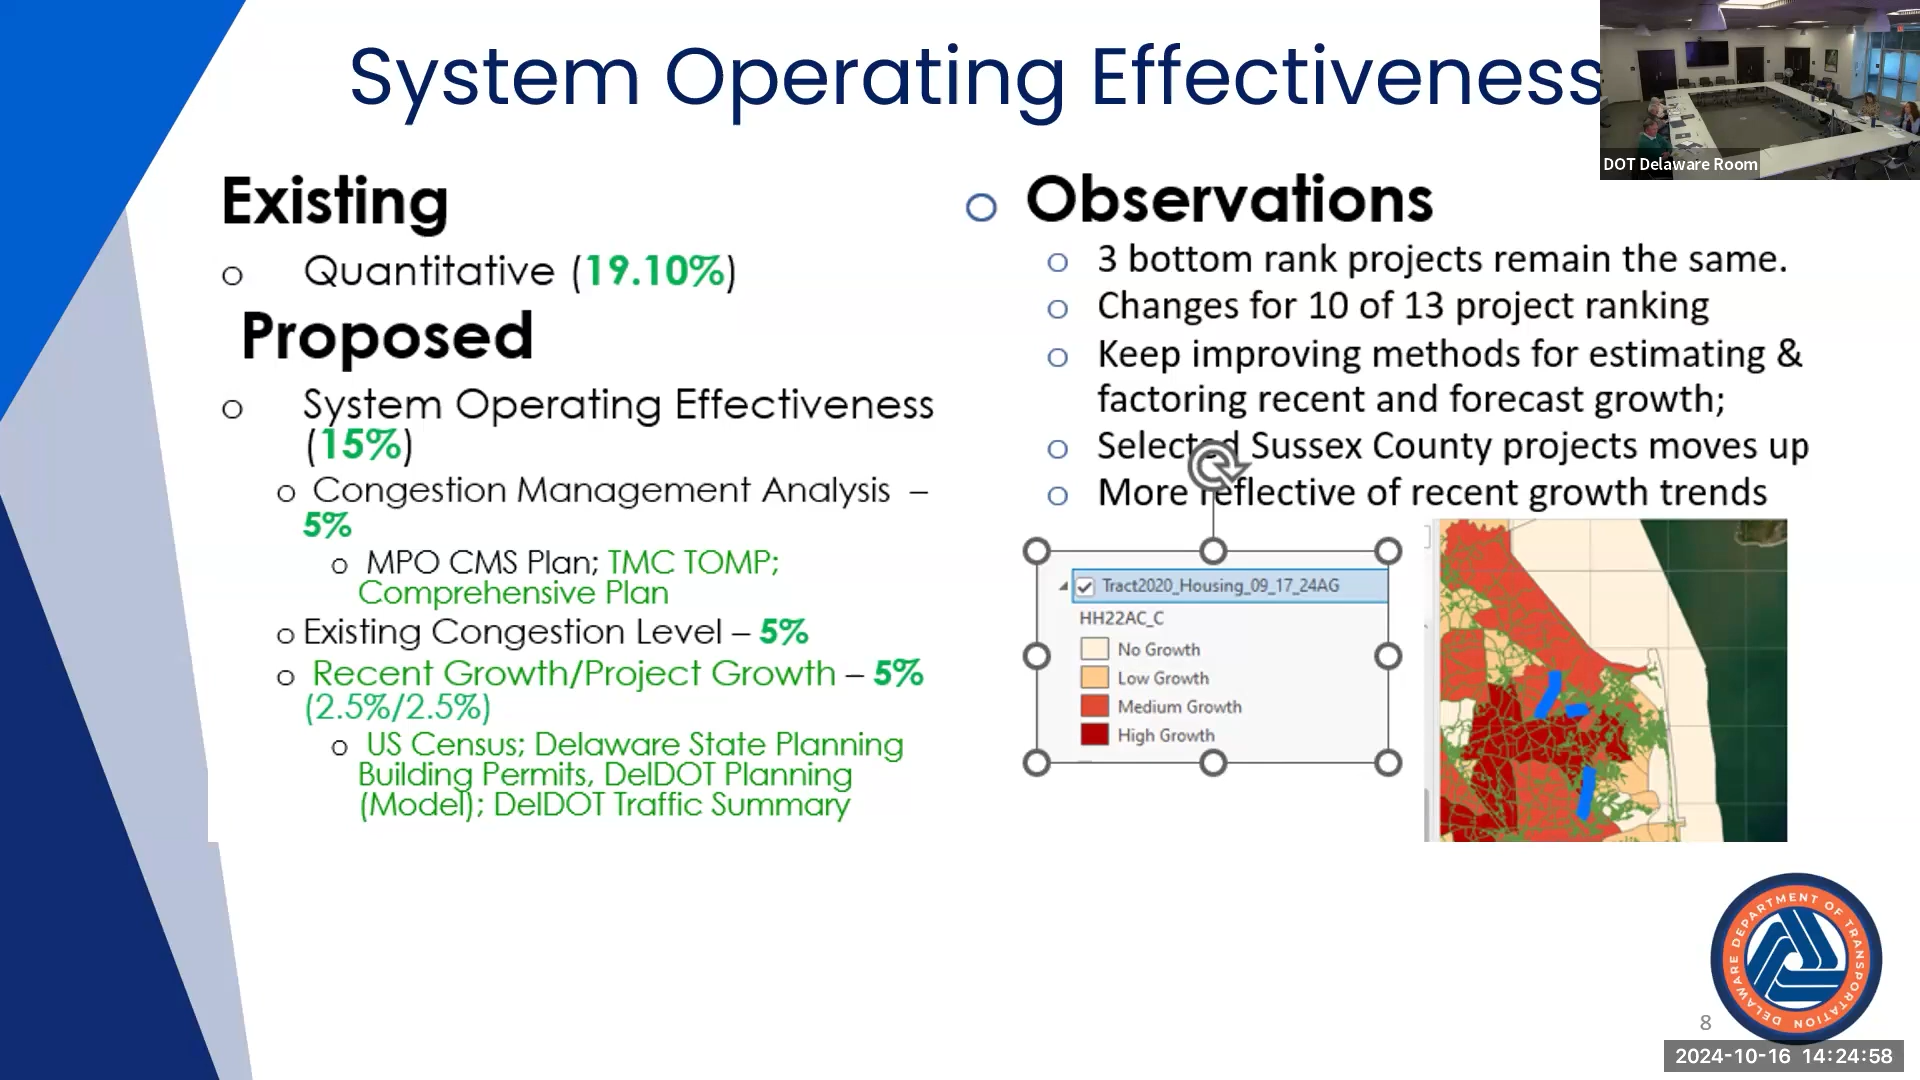 System Operating Effectiveness
DOT Delaware Room
Existing
Quantitative (19.10%)
Proposed
System Operating Effectiveness
(15%)
Congestion Management Analysis –
5%
MPO CMS Plan; TMC TOMP;
Comprehensive Plan
Existing Congestion Level – 5%
Recent Growth/Project Growth – 5%
(2.5%/2.5%)
US Census; Delaware State Planning
Building Permits, DelDOT Planning
(Model); DelDOT Traffic Summary
Observations
3 bottom rank projects remain the same.
Changes for 10 of 13 project ranking
Keep improving methods for estimating &
factoring recent and forecast growth;
Selected Sussex County projects moves up
More reflective of recent growth trends
Tract2020_Housing_09_17_24AG
HH22AC_C
No Growth
Low Growth
Medium Growth
High Growth
DELAWARE DEPARTMENT OF TRANSPORTATION
8
2024-10-16 14:24:58